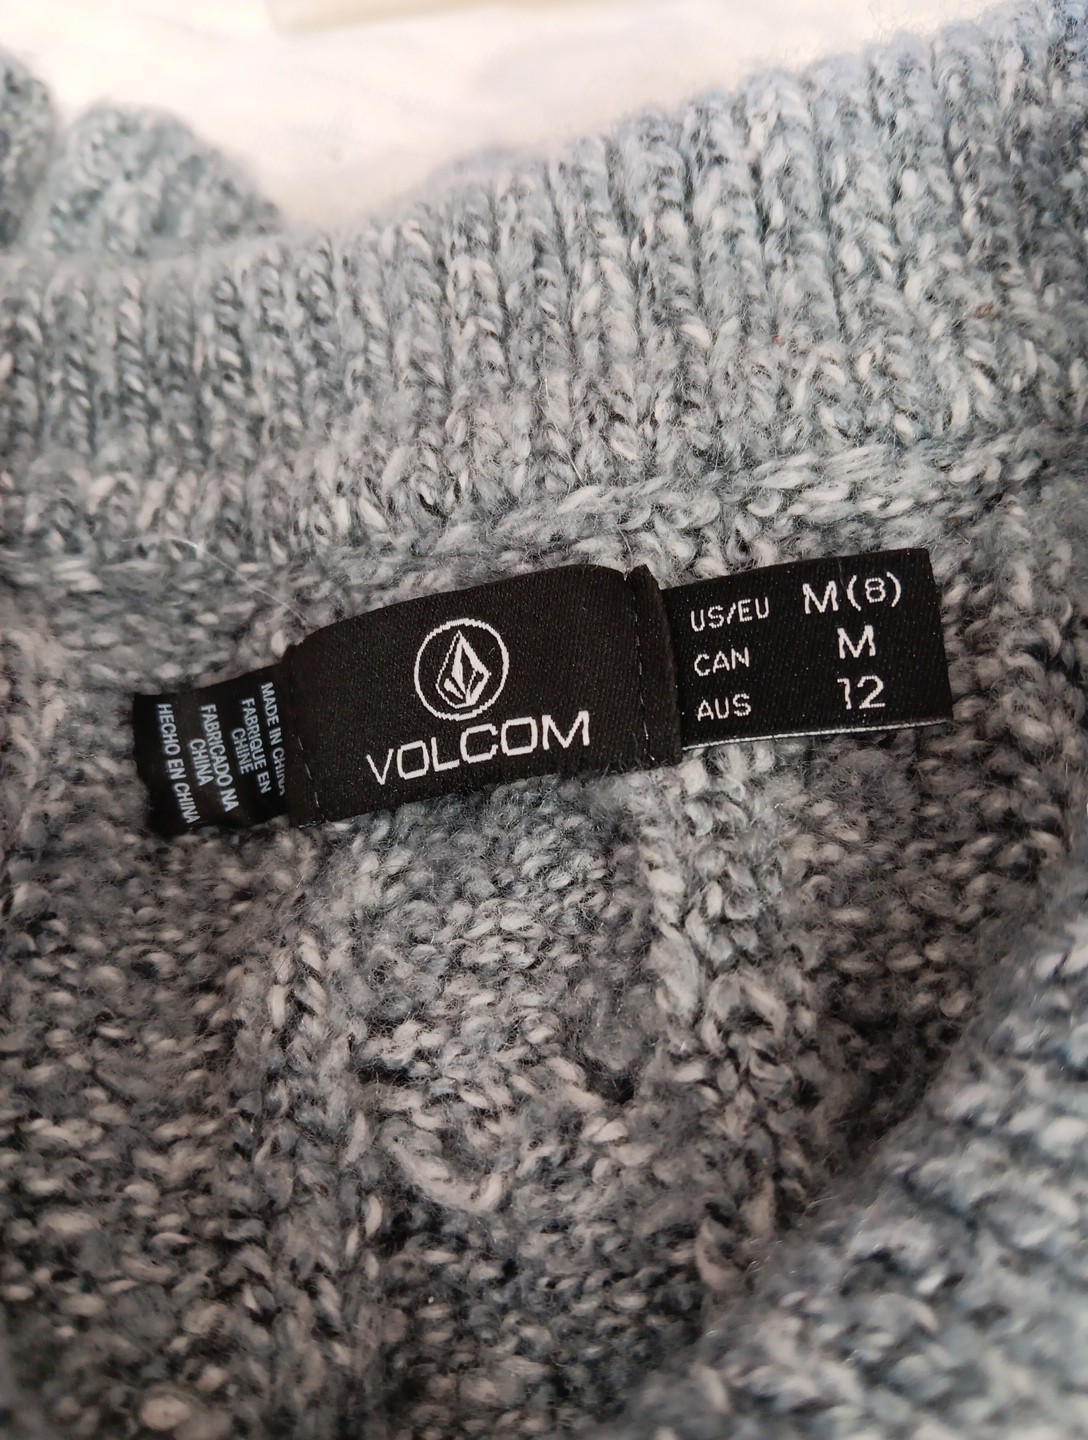 MADE IN CHINA
FABRIQUE EN
CHINE
FABRICADO NA
CHINA
HECHO EN CHINA
VOLCOM
US/EU M(8)
CAN M
AUS 12